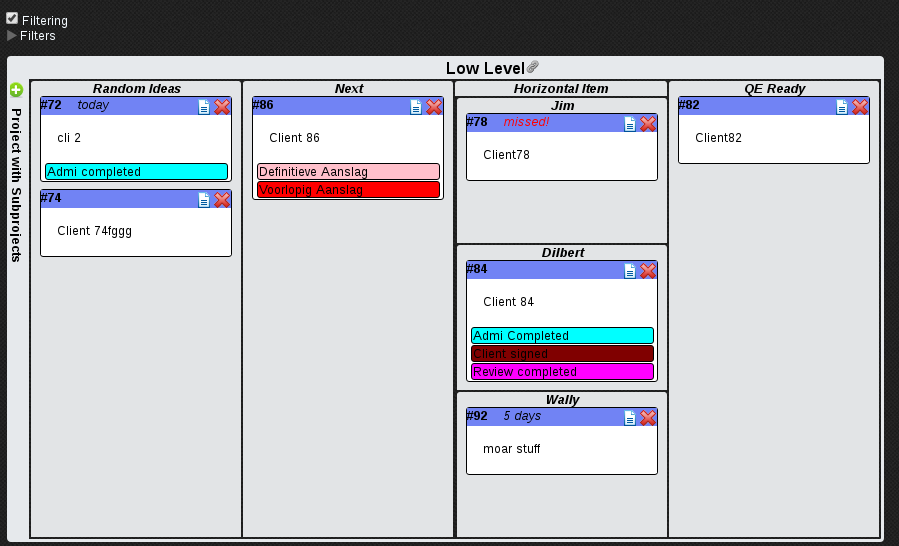 Filtering
Filters
Low Level
Project with Subprojects
Random Ideas
#72 today
cli 2
Admi completed
#74
Client 74fggg
Next
#86
Client 86
Definitieve Aanslag
Voorlopig Aanslag
Horizontal Item
Jim
#78 missed!
Client78
Dilbert
#84
Client 84
Admi Completed
Client signed
Review completed
Wally
#92 5 days
moar stuff
QE Ready
#82
Client82